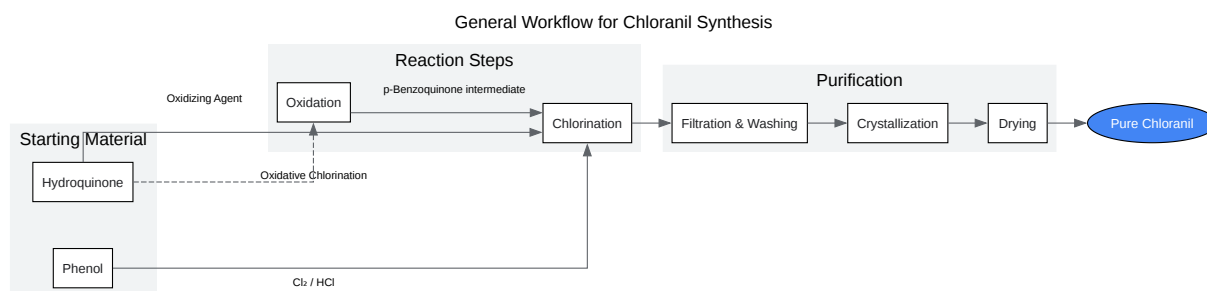 General Workflow for Chloranil Synthesis
Reaction Steps
Purification
Oxidizing Agent
Oxidation
p-Benzoquinone intermediate
Chlorination
Filtration & Washing
Crystallization
Drying
Pure Chloranil
Starting Material
Hydroquinone
Oxidative Chlorination
Phenol
Cl₂ / HCl